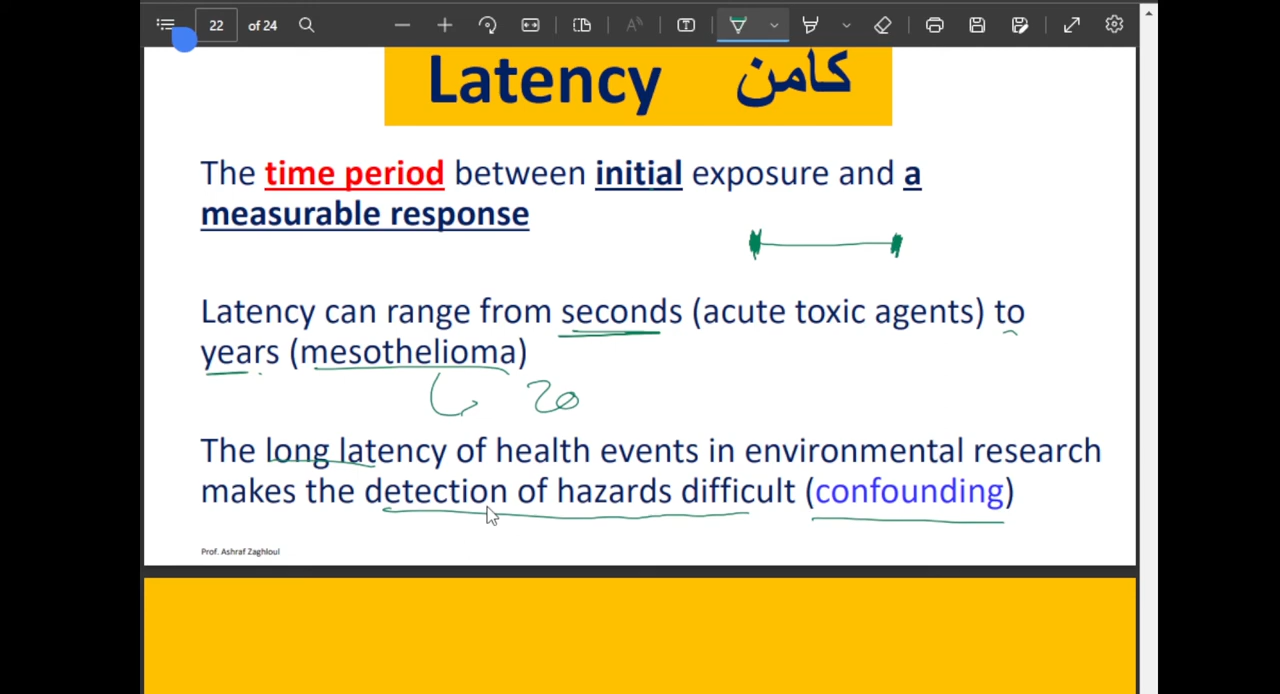 22 of 24
Latency كامن
The time period between initial exposure and a
measurable response
Latency can range from seconds (acute toxic agents) to
years (mesothelioma)
20
The long latency of health events in environmental research
makes the detection of hazards difficult (confounding)
Prof. Ashraf Zaghloul